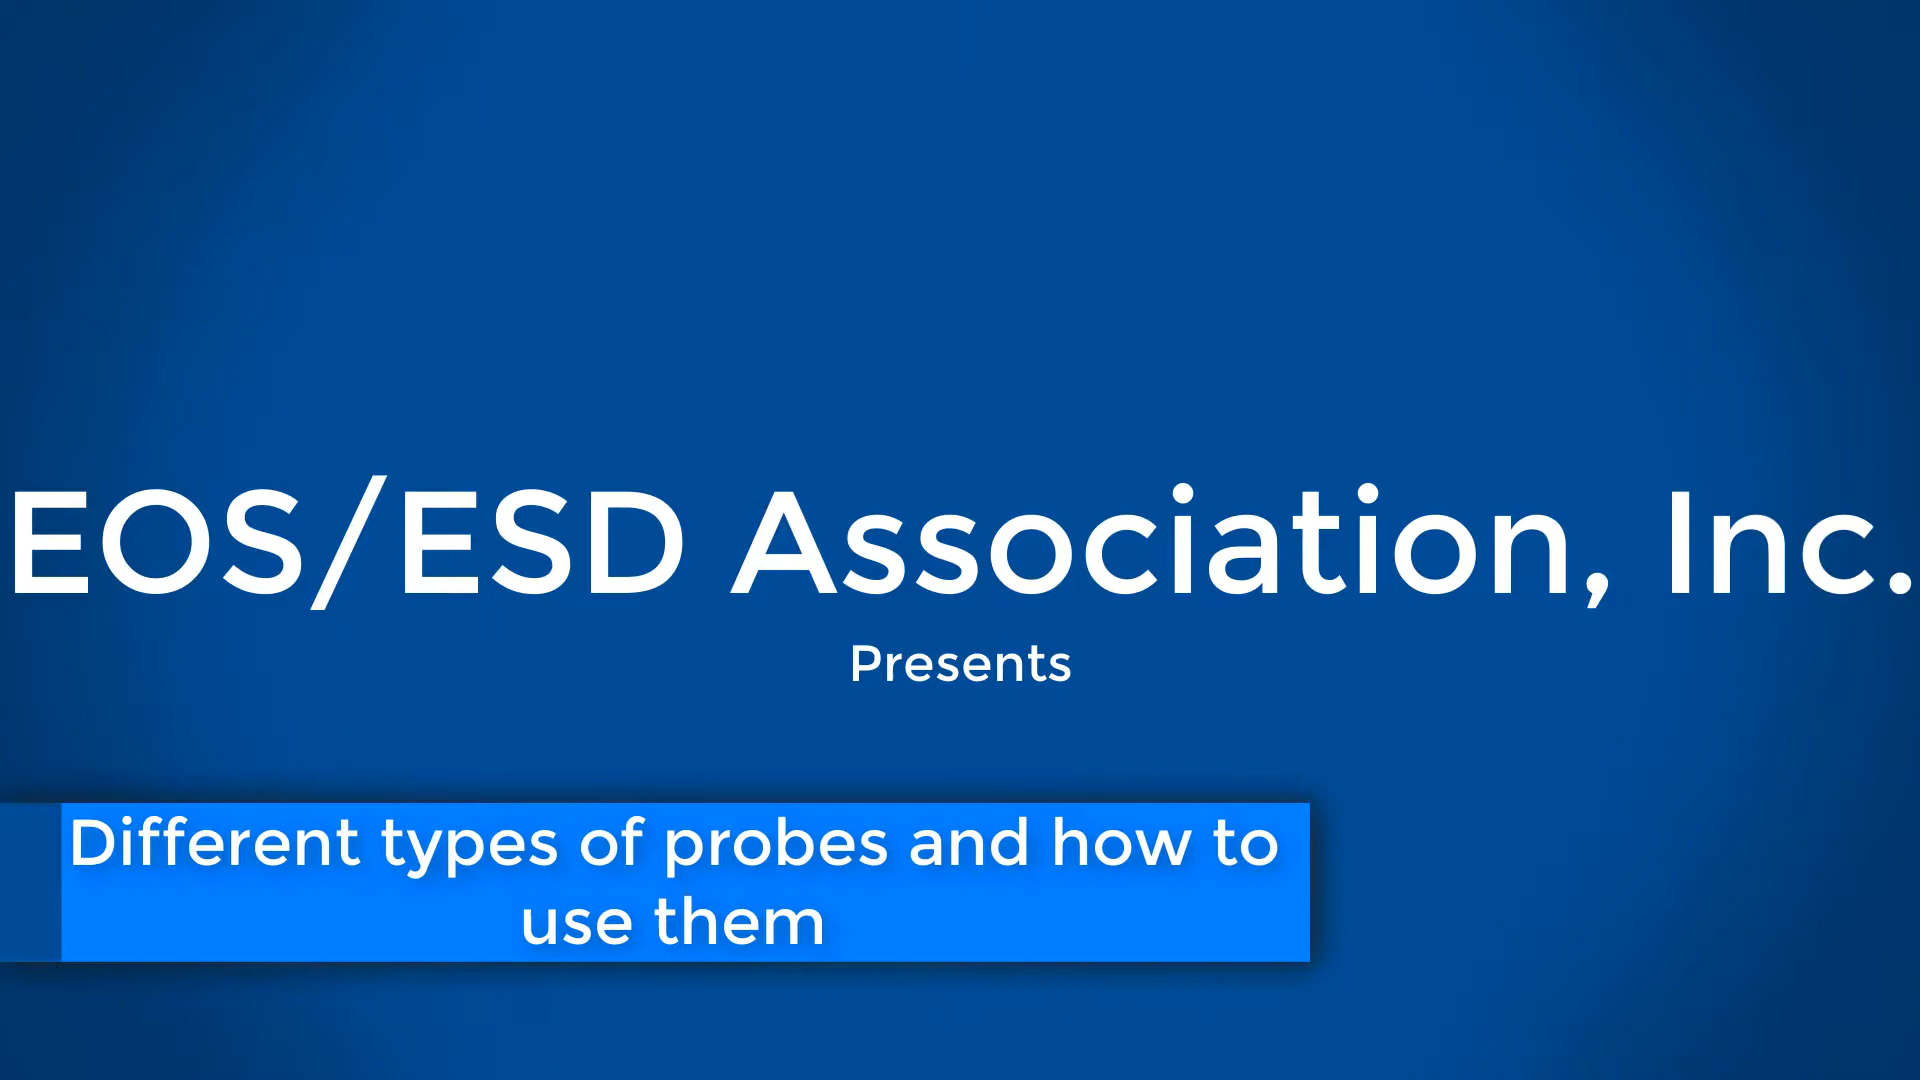 EOS/ESD Association, Inc.
Presents
Different types of probes and how to
use them